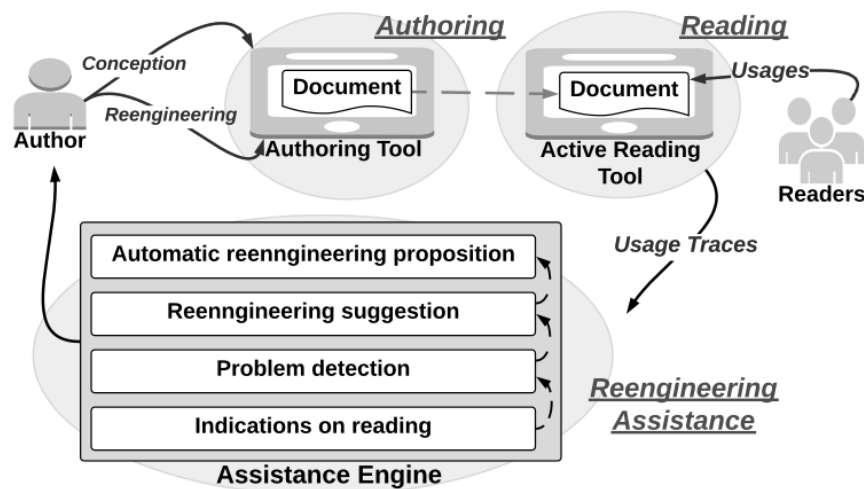 Authoring
Reading
Conception
Document
Document
Usages
Reengineering
Author
Authoring Tool
Active Reading
Tool
Readers
Usage Traces
Automatic reenngineering proposition
Reenngineering suggestion
Problem detection
Indications on reading
Reengineering
Assistance
Assistance Engine